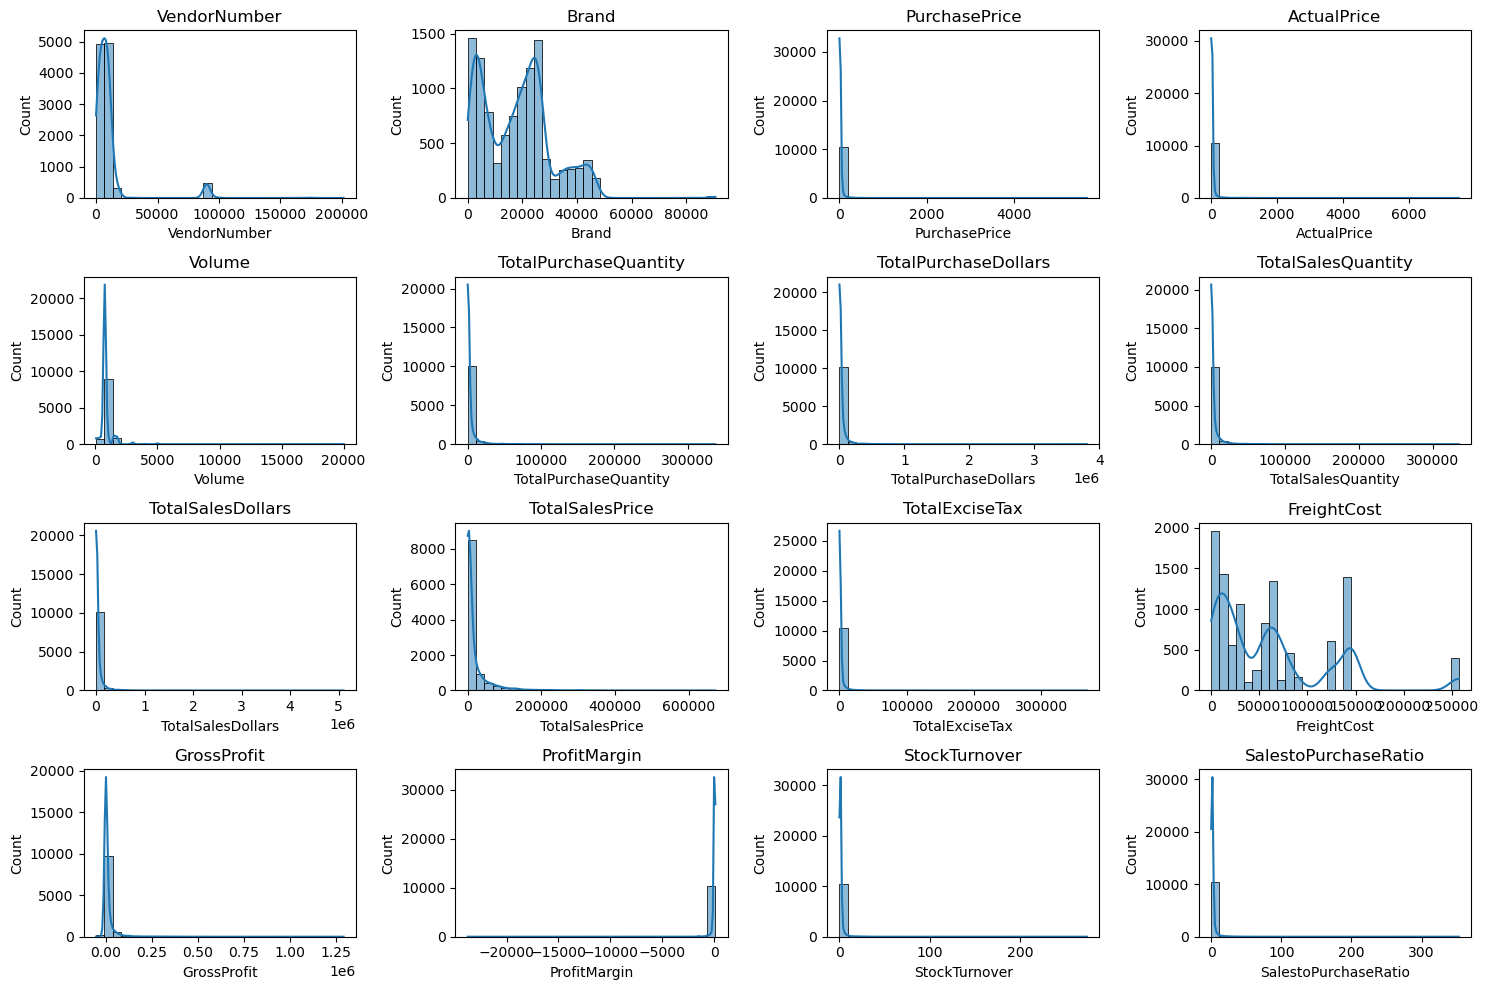 VendorNumber
5000
4000
3000
2000
1000
0
Count
0 50000 100000 150000 200000
VendorNumber
Brand
1500
1000
500
0
Count
0 20000 40000 60000 80000
Brand
PurchasePrice
30000
20000
10000
0
Count
0 2000 4000
PurchasePrice
ActualPrice
30000
20000
10000
0
Count
0 2000 4000 6000
ActualPrice
Volume
20000
15000
10000
5000
0
Count
0 5000 10000 15000 20000
Volume
TotalPurchaseQuantity
20000
15000
10000
5000
0
Count
0 100000 200000 300000
TotalPurchaseQuantity
TotalPurchaseDollars
20000
15000
10000
5000
0
Count
0 1 2 3 4
1e6
TotalPurchaseDollars
TotalSalesQuantity
20000
15000
10000
5000
0
Count
0 100000 200000 300000
TotalSalesQuantity
TotalSalesDollars
20000
15000
10000
5000
0
Count
0 1 2 3 4 5
1e6
TotalSalesDollars
TotalSalesPrice
8000
6000
4000
2000
0
Count
0 200000 400000 600000
TotalSalesPrice
TotalExciseTax
25000
20000
15000
10000
5000
0
Count
0 100000 200000 300000
TotalExciseTax
FreightCost
2000
1500
1000
500
0
Count
0 50000 100000 150000 200000 250000
FreightCost
GrossProfit
20000
15000
10000
5000
0
Count
0.00 0.25 0.50 0.75 1.00 1.25
1e6
GrossProfit
ProfitMargin
30000
20000
10000
0
Count
−20000 −15000 −10000 −5000 0
ProfitMargin
StockTurnover
30000
20000
10000
0
Count
0 100 200
StockTurnover
SalestoPurchaseRatio
30000
20000
10000
0
Count
0 100 200 300
SalestoPurchaseRatio